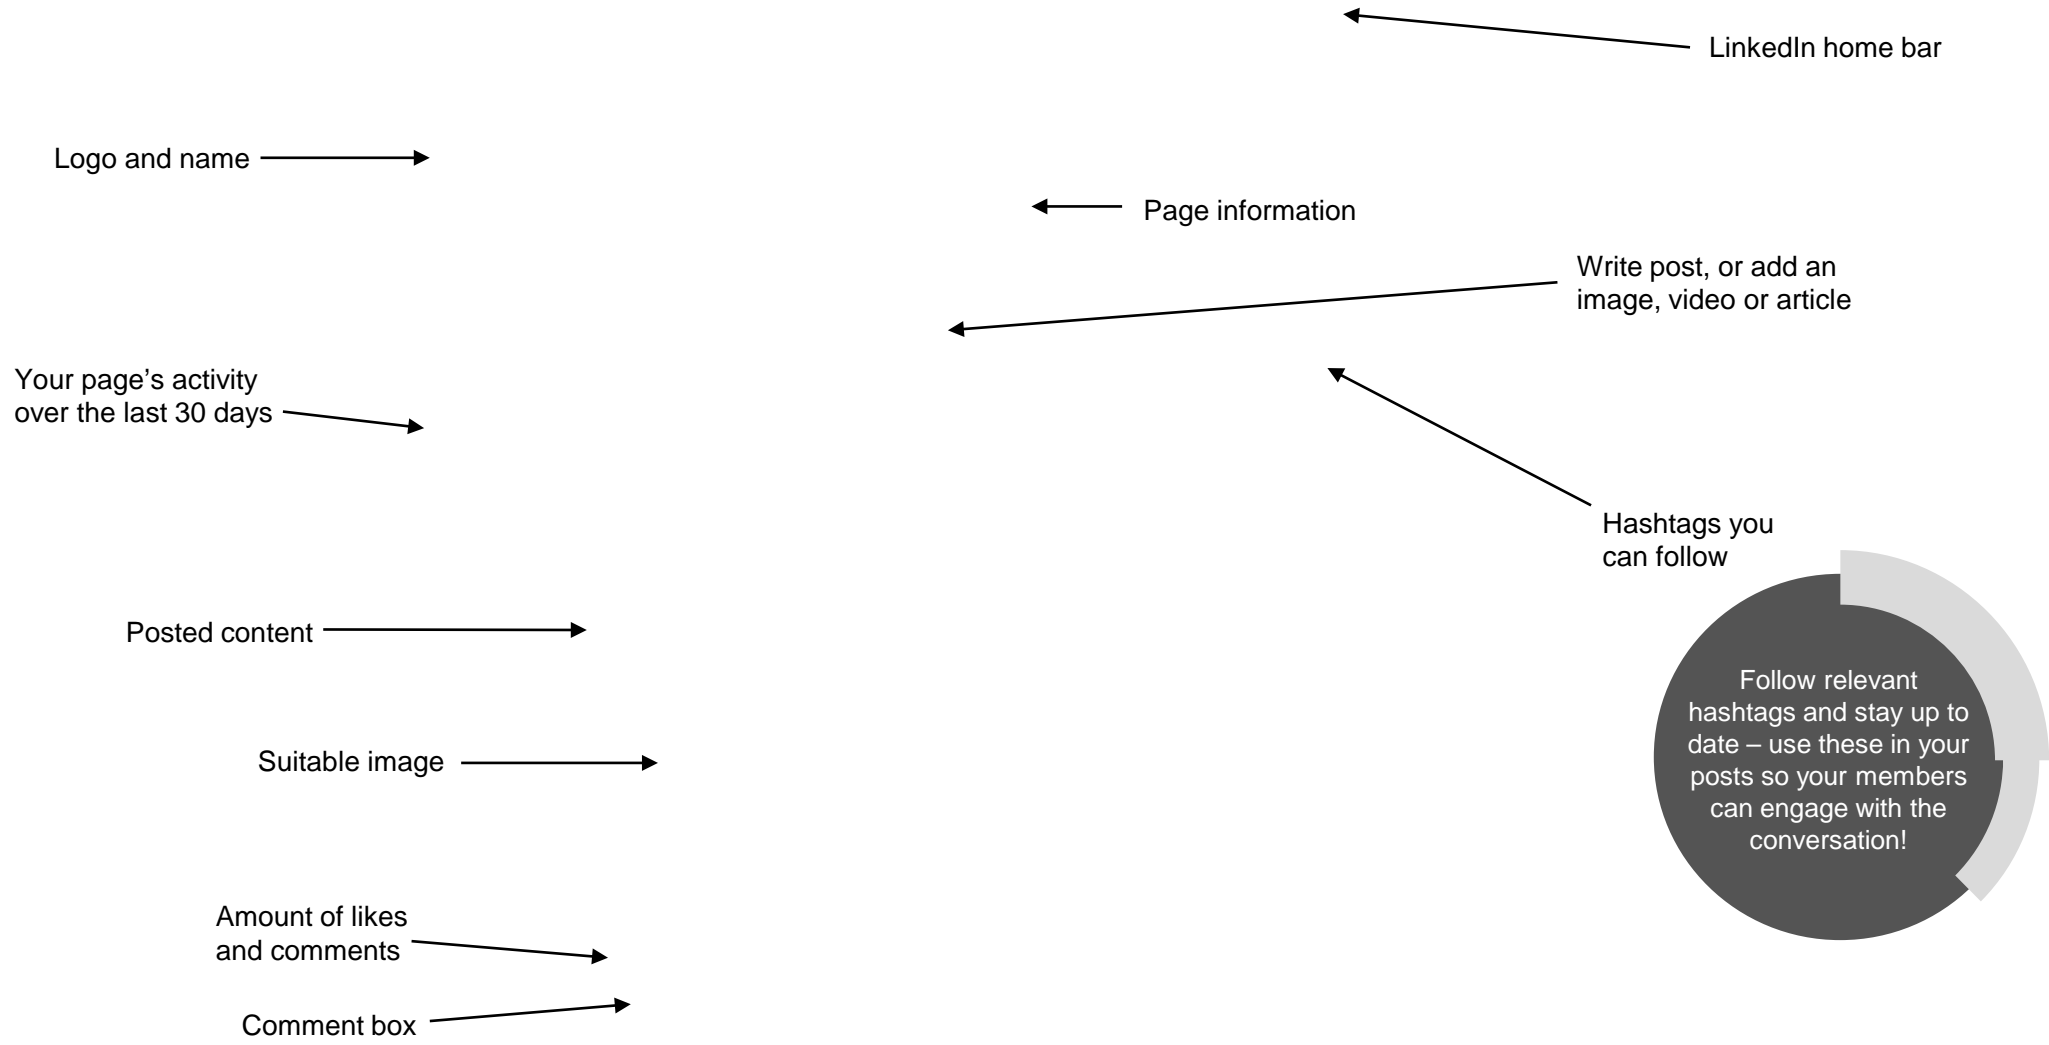 LinkedIn home bar
Logo and name
Page information
Write post, or add an
image, video or article
Your page’s activity
over the last 30 days
Hashtags you
can follow
Posted content
Follow relevant
hashtags and stay up to
date – use these in your
posts so your members
can engage with the
conversation!
Suitable image
Amount of likes
and comments
Comment box